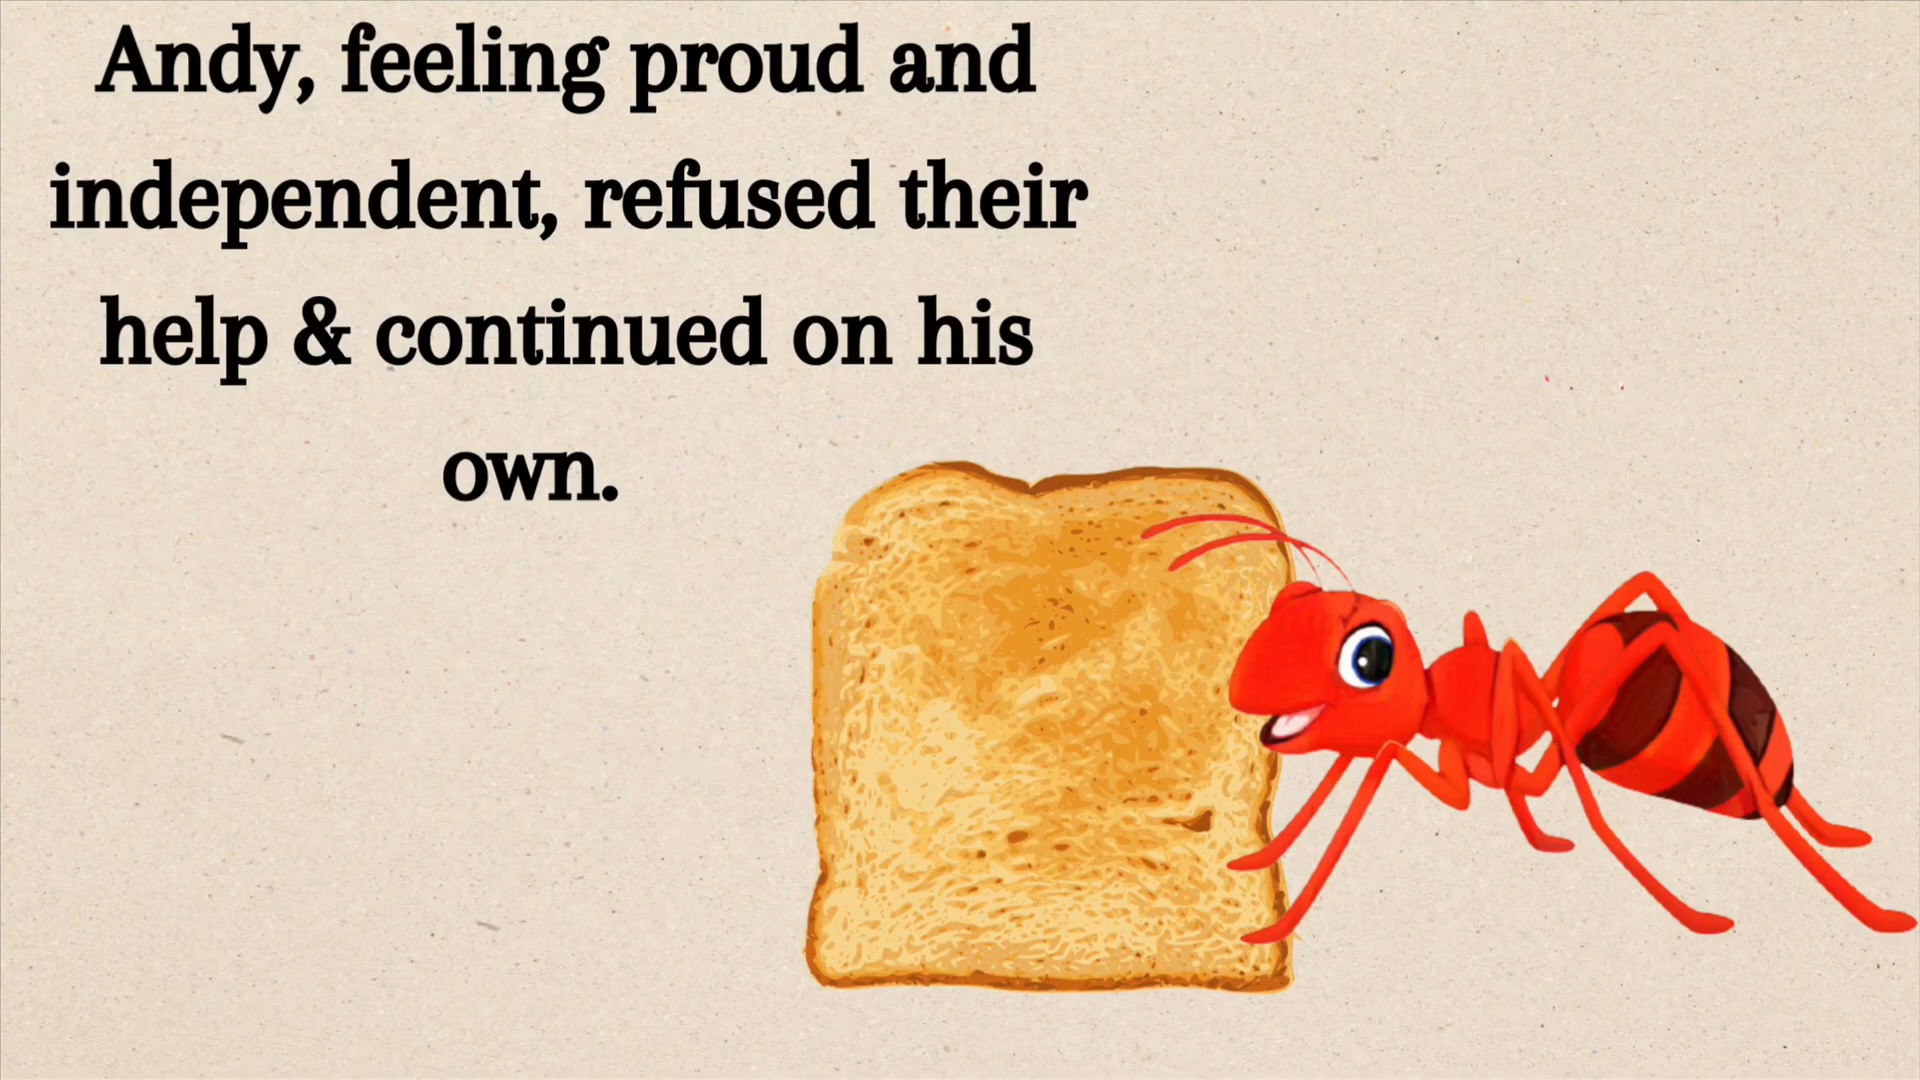 Andy, feeling proud and
independent, refused their
help & continued on his
own.